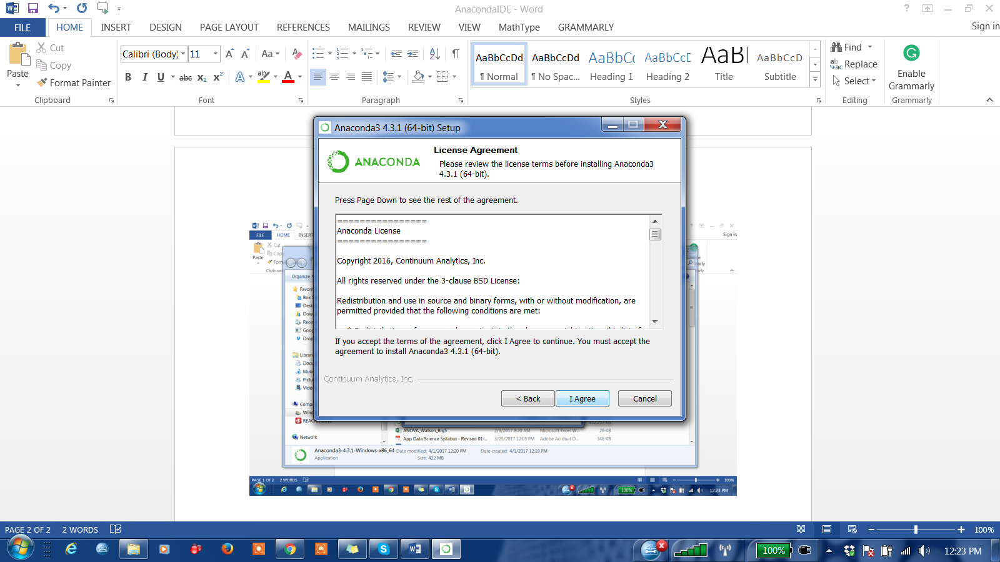 AnacondaIDE - Word
?
FILE HOME INSERT DESIGN PAGE LAYOUT REFERENCES MAILINGS REVIEW VIEW MathType GRAMMARLY Sign in
Paste
Cut
Copy
Format Painter
Clipboard
Calibri (Body) 11 Aa
B I U abc X2 X2 A ab A
Font
Paragraph
AaBbCcDd AaBbCcDd AaBbCc AaBbCcD AaBb AaBbCcD
¶ Normal ¶ No Spac... Heading 1 Heading 2 Title Subtitle
Styles
Find
Replace
Select
Editing
Enable
Grammarly
Grammarly
Anaconda3 4.3.1 (64-bit) Setup
ANACONDA
License Agreement
Please review the license terms before installing Anaconda3
4.3.1 (64-bit).
Press Page Down to see the rest of the agreement.
================
Anaconda License
================
Copyright 2016, Continuum Analytics, Inc.
All rights reserved under the 3-clause BSD License:
Redistribution and use in source and binary forms, with or without modification, are
permitted provided that the following conditions are met:
If you accept the terms of the agreement, click I Agree to continue. You must accept the
agreement to install Anaconda3 4.3.1 (64-bit).
Continuum Analytics, Inc.
< Back I Agree Cancel
FILE HOME INSERT Sign in
Paste
Cut
Organize
Network
ANOVA_Watson_Big5 2/9/2017 8:20 AM Microsoft Excel W... 29 KB
App Data Science Syllabus - Revised 01-... 3/25/2017 12:05 PM Adobe Acrobat D... 348 KB
Anaconda3-4.3.1-Windows-x86_64 Date modified: 4/1/2017 12:20 PM Date created: 4/1/2017 12:19 PM
Application Size: 422 MB
PAGE 1 OF 2 2 WORDS 100%
100% 12:23 PM
PAGE 2 OF 2 2 WORDS 100%
100% 12:23 PM